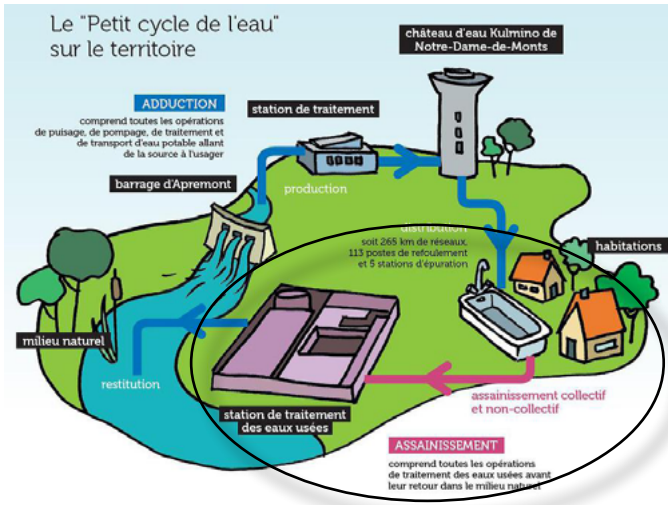 Le "Petit cycle de l'eau"
sur le territoire
château d'eau Kulmino de
Notre-Dame-de-Monts
ADDUCTION
comprend toutes les opérations
de puisage, de pompage, de traitement et
de transport d'eau potable allant
de la source à l'usager
station de traitement
barrage d'Apremont
production
distribution
soit 265 km de réseaux,
113 postes de refoulement
et 5 stations d'épuration
habitations
milieu naturel
restitution
station de traitement
des eaux usées
assainissement collectif
et non-collectif
ASSAINISSEMENT
comprend toutes les opérations
de traitement des eaux usées avant
leur retour dans le milieu naturel